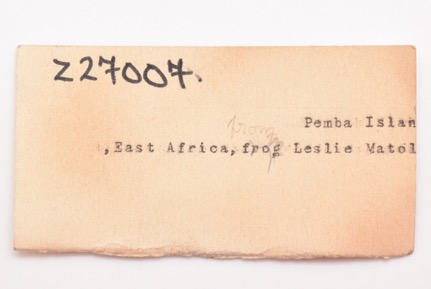 Z27007.
Pemba Islan
,East Africa, frog Leslie Matol